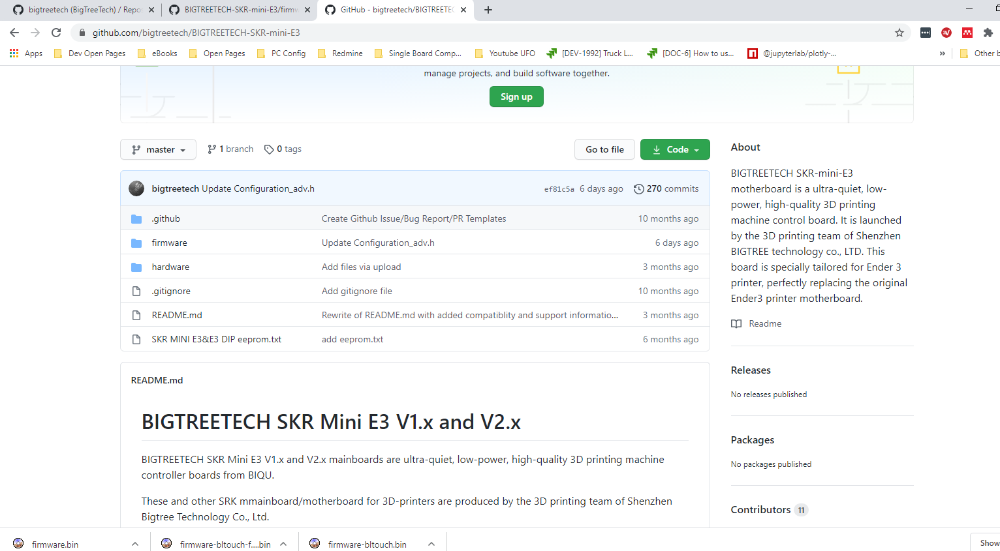 bigtreetech (BigTreeTech) / Repo
BIGTREETECH-SKR-mini-E3/firmw
GitHub - bigtreetech/BIGTREETEC
github.com/bigtreetech/BIGTREETECH-SKR-mini-E3
Apps
Dev Open Pages
eBooks
Open Pages
PC Config
Redmine
Single Board Comp...
Youtube UFO
[DEV-1992] Truck L...
[DOC-6] How to us...
@jupyterlab/plotly-...
»
Other b
manage projects, and build software together.
Sign up
master
1 branch
0 tags
Go to file
Code
bigtreetech Update Configuration_adv.h
ef81c5a 6 days ago
270 commits
.github
Create Github Issue/Bug Report/PR Templates
10 months ago
firmware
Update Configuration_adv.h
6 days ago
hardware
Add files via upload
3 months ago
.gitignore
Add gitignore file
10 months ago
README.md
Rewrite of README.md with added compatiblity and support informatio...
3 months ago
SKR MINI E3&E3 DIP eeprom.txt
add eeprom.txt
6 months ago
README.md
BIGTREETECH SKR Mini E3 V1.x and V2.x
BIGTREETECH SKR Mini E3 V1.x and V2.x mainboards are ultra-quiet, low-power, high-quality 3D printing machine
controller boards from BIQU.
These and other SRK mmainboard/motherboard for 3D-printers are produced by the 3D printing team of Shenzhen
Bigtree Technology Co., Ltd.
About
BIGTREETECH SKR-mini-E3
motherboard is a ultra-quiet, low-
power, high-quality 3D printing
machine control board. It is launched
by the 3D printing team of Shenzhen
BIGTREE technology co., LTD. This
board is specially tailored for Ender 3
printer, perfectly replacing the original
Ender3 printer motherboard.
Readme
Releases
No releases published
Packages
No packages published
Contributors 11
firmware.bin
firmware-bltouch-f....bin
firmware-bltouch.bin
Show